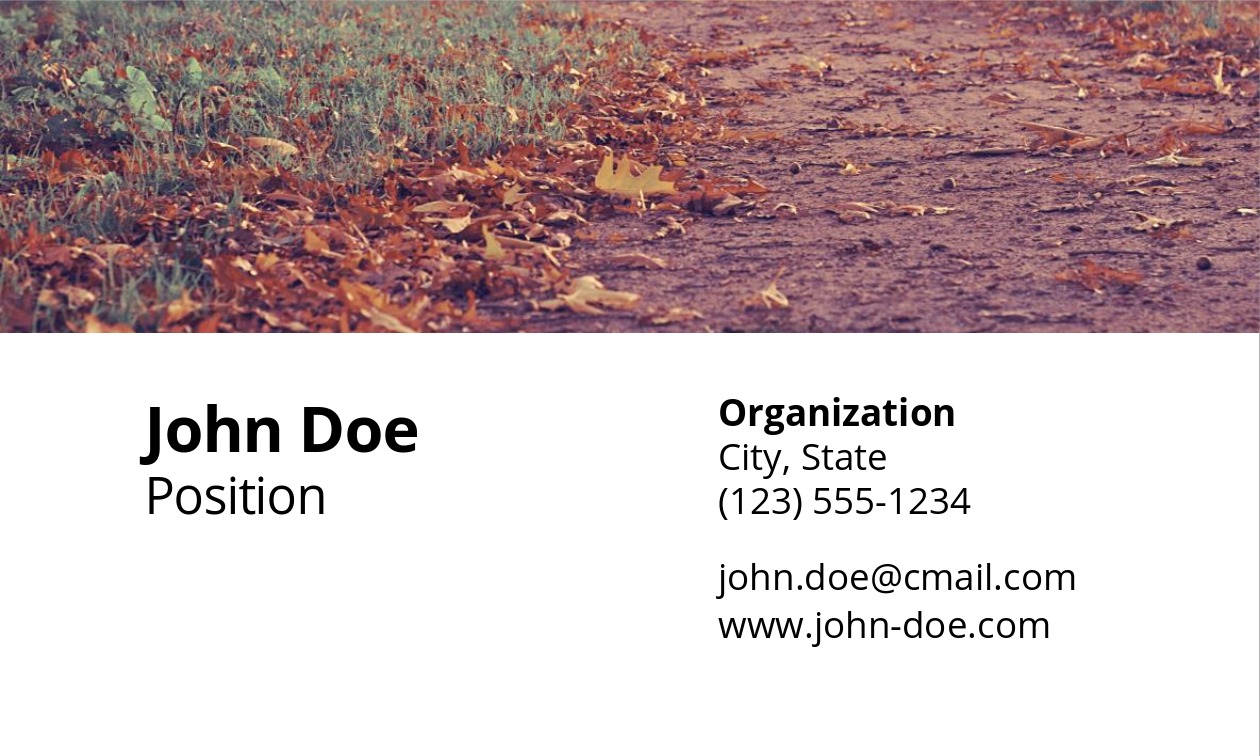 John Doe
Position
Organization
City, State
(123) 555-1234
john.doe@cmail.com
www.john-doe.com